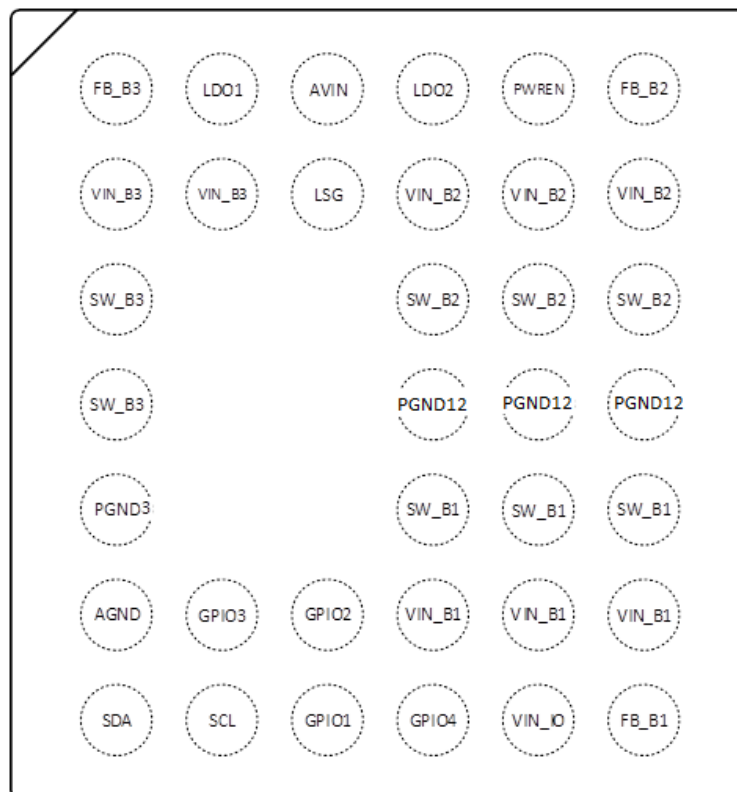 FB_B3 LDO1 AVIN LDO2 PWREN FB_B2
VIN_B3 VIN_B3 LSG VIN_B2 VIN_B2 VIN_B2
SW_B3 SW_B2 SW_B2 SW_B2
SW_B3 PGND12 PGND12 PGND12
PGND3 SW_B1 SW_B1 SW_B1
AGND GPIO3 GPIO2 VIN_B1 VIN_B1 VIN_B1
SDA SCL GPIO1 GPIO4 VIN_IO FB_B1